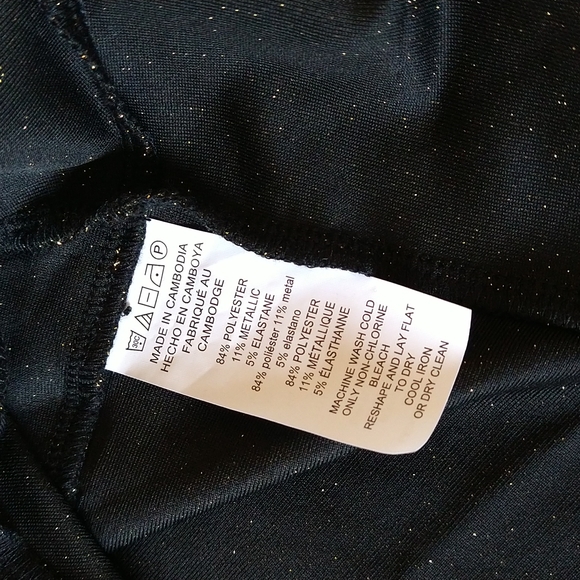 30C P
MADE IN CAMBODIA
HECHO EN CAMBOYA
FABRIQUÉ AU
CAMBODGE
84% POLYESTER
11% METALLIC
5% ELASTANE
84% poliéster 11% metal
5% elastano
84% POLYESTER
11% MÉTALLIQUE
5% ÉLASTHANNE
MACHINE WASH COLD
ONLY NON-CHLORINE
BLEACH
RESHAPE AND LAY FLAT
TO DRY
COOL IRON
OR DRY CLEAN